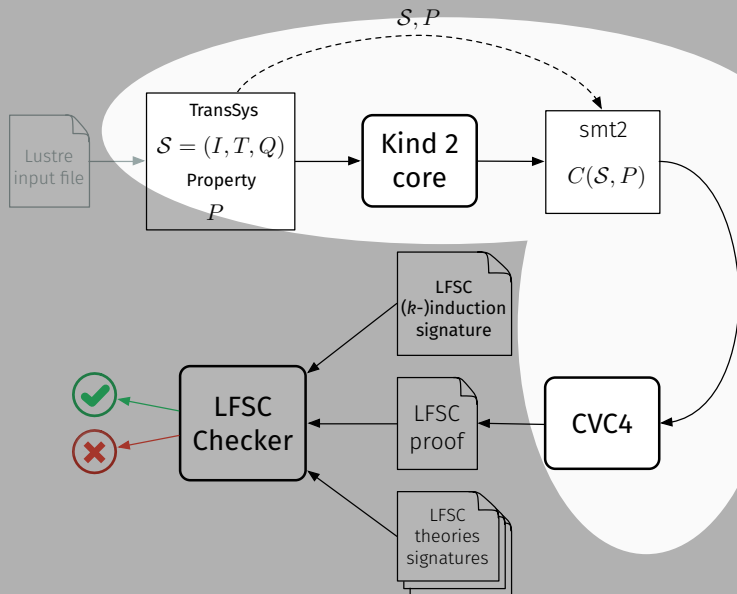 S, P
TransSys
S = (I, T, Q)
Property
P
Lustre
input file
Kind 2
core
smt2
C(S, P)
LFSC
(k-)induction
signature
LFSC
Checker
LFSC
proof
CVC4
LFSC
theories
signatures